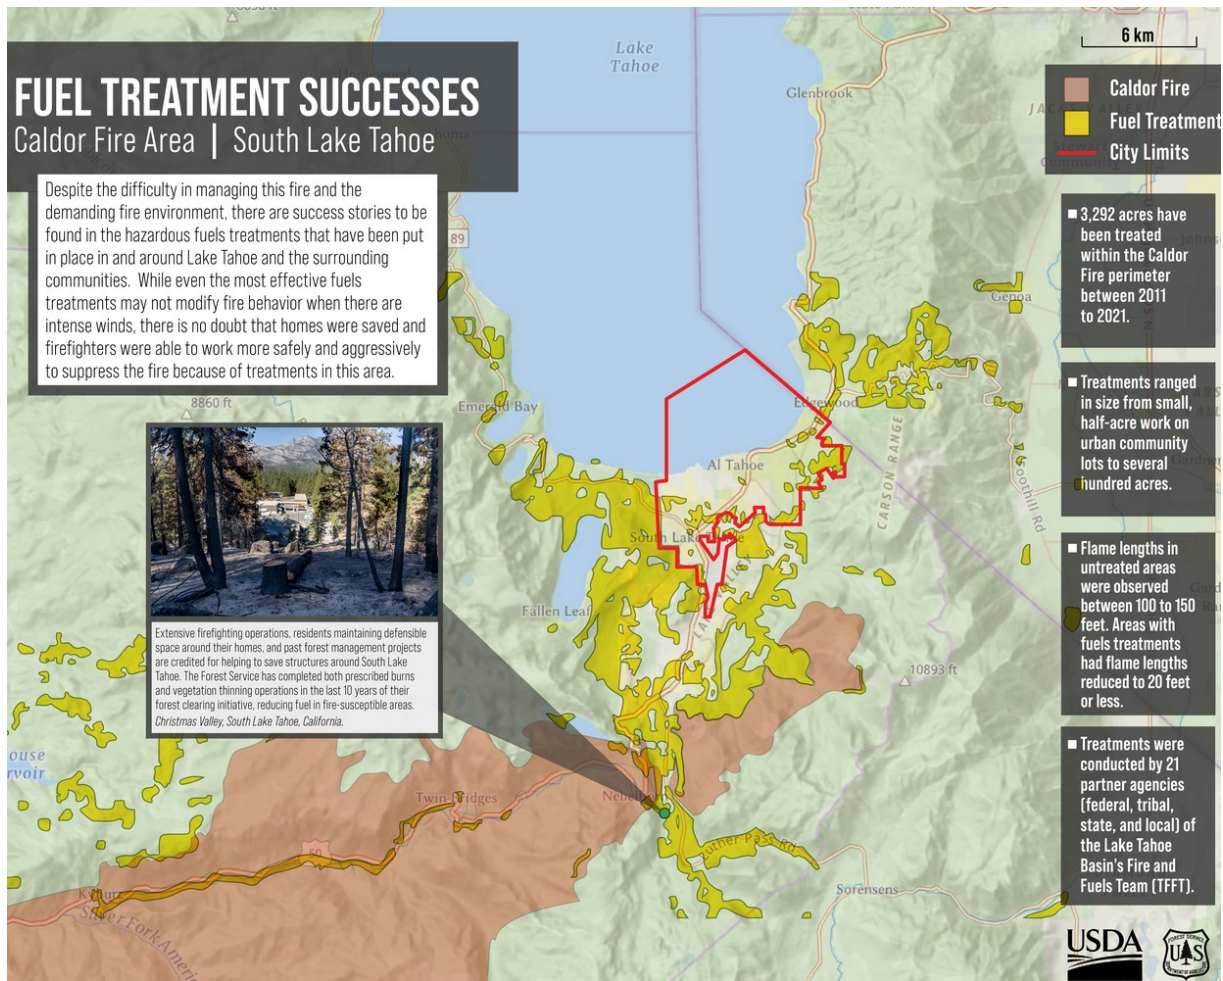 Lake
Tahoe
6 km
FUEL TREATMENT SUCCESSES
Caldor Fire Area | South Lake Tahoe
Glenbrook
Caldor Fire
Fuel Treatment
City Limits
Despite the difficulty in managing this fire and the
demanding fire environment, there are success stories to be
found in the hazardous fuels treatments that have been put
in place in and around Lake Tahoe and the surrounding
communities. While even the most effective fuels
treatments may not modify fire behavior when there are
intense winds, there is no doubt that homes were saved and
firefighters were able to work more safely and aggressively
to suppress the fire because of treatments in this area.
89
3,292 acres have
been treated
within the Caldor
Fire perimeter
between 2011
to 2021.
Genoa
8860 ft
Emerald Bay
Edgewood
Al Tahoe
CARSON RANGE
Foothill Rd
Treatments ranged
in size from small,
half-acre work on
urban community
lots to several
hundred acres.
South Lake
VALLEY
Fallen Leaf
10893 ft
Flame lengths in
untreated areas
were observed
between 100 to 150
feet. Areas with
fuels treatments
had flame lengths
reduced to 20 feet
or less.
Extensive firefighting operations, residents maintaining defensible
space around their homes, and past forest management projects
are credited for helping to save structures around South Lake
Tahoe. The Forest Service has completed both prescribed burns
and vegetation thinning operations in the last 10 years of their
forest clearing initiative, reducing fuel in fire-susceptible areas.
Christmas Valley, South Lake Tahoe, California.
Twin Bridges
50
Luther Pass Rd
Kyburz
Silver Fork Ameri
Sorensens
Treatments were
conducted by 21
partner agencies
(federal, tribal,
state, and local) of
the Lake Tahoe
Basin's Fire and
Fuels Team (TFFT).
USDA
FOREST SERVICE
UAS
DEPARTMENT OF AGRICULTURE